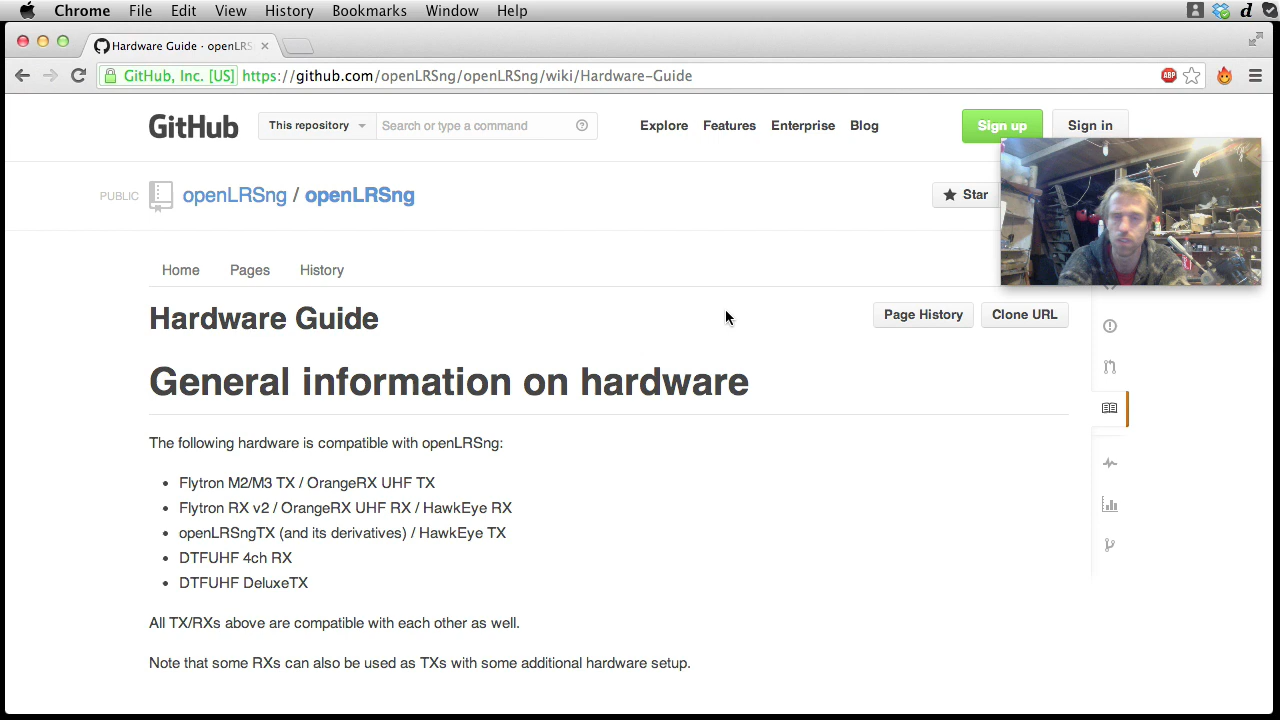 Chrome File Edit View History Bookmarks Window Help
Hardware Guide · openLRS
GitHub, Inc. [US] https://github.com/openLRSng/openLRSng/wiki/Hardware-Guide
ABP
GitHub This repository Search or type a command Explore Features Enterprise Blog Sign up Sign in
PUBLIC openLRSng / openLRSng Star
Home Pages History
Hardware Guide Page History Clone URL
General information on hardware
The following hardware is compatible with openLRSng:
• Flytron M2/M3 TX / OrangeRX UHF TX
• Flytron RX v2 / OrangeRX UHF RX / HawkEye RX
• openLRSngTX (and its derivatives) / HawkEye TX
• DTFUHF 4ch RX
• DTFUHF DeluxeTX
All TX/RXs above are compatible with each other as well.
Note that some RXs can also be used as TXs with some additional hardware setup.